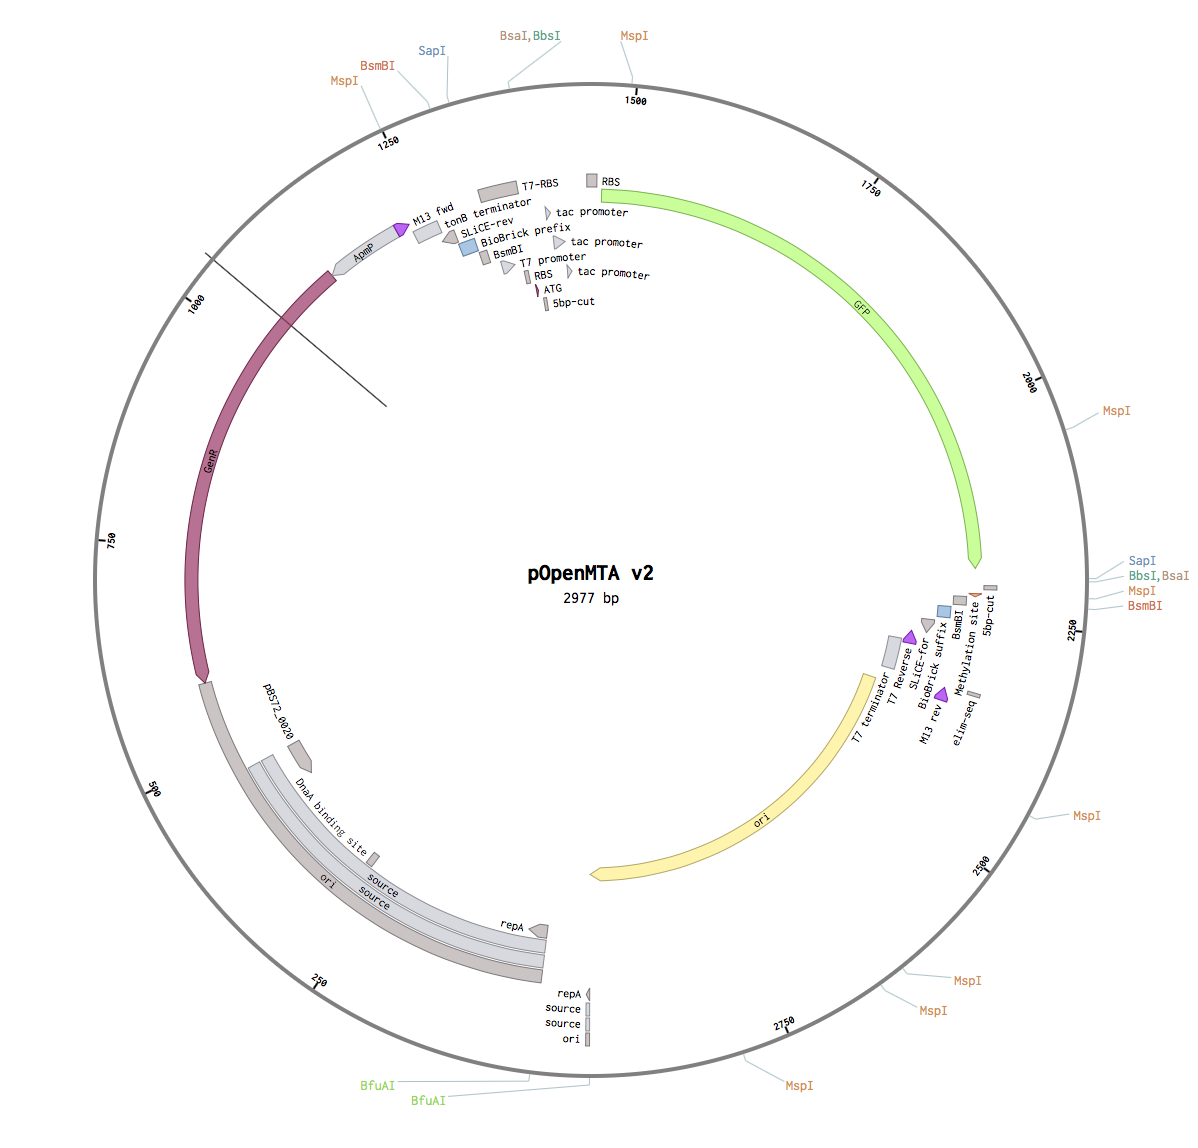 BsaI, BbsI
MspI
SapI
BsmBI
MspI
1500
1250
1750
T7-RBS
RBS
M13 fwd
tonB terminator
tac promoter
SLiCE-rev
BioBrick prefix
tac promoter
ApmP
BsmBI
T7 promoter
RBS
tac promoter
ATG
5bp-cut
1000
GFP
2000
MspI
GenR
750
pOpenMTA v2
2977 bp
SapI
BbsI, BsaI
MspI
BsmBI
2250
5bp-cut
Methylation site
BsmBI
BioBrick suffix
SLiCE-for
T7 Reverse
T7 terminator
M13 rev
elim-seq
pBS72_0020
DnaA binding site
500
ori
MspI
2500
source
source
ori
repA
250
MspI
MspI
repA
source
source
ori
2750
BfuAI
BfuAI
MspI